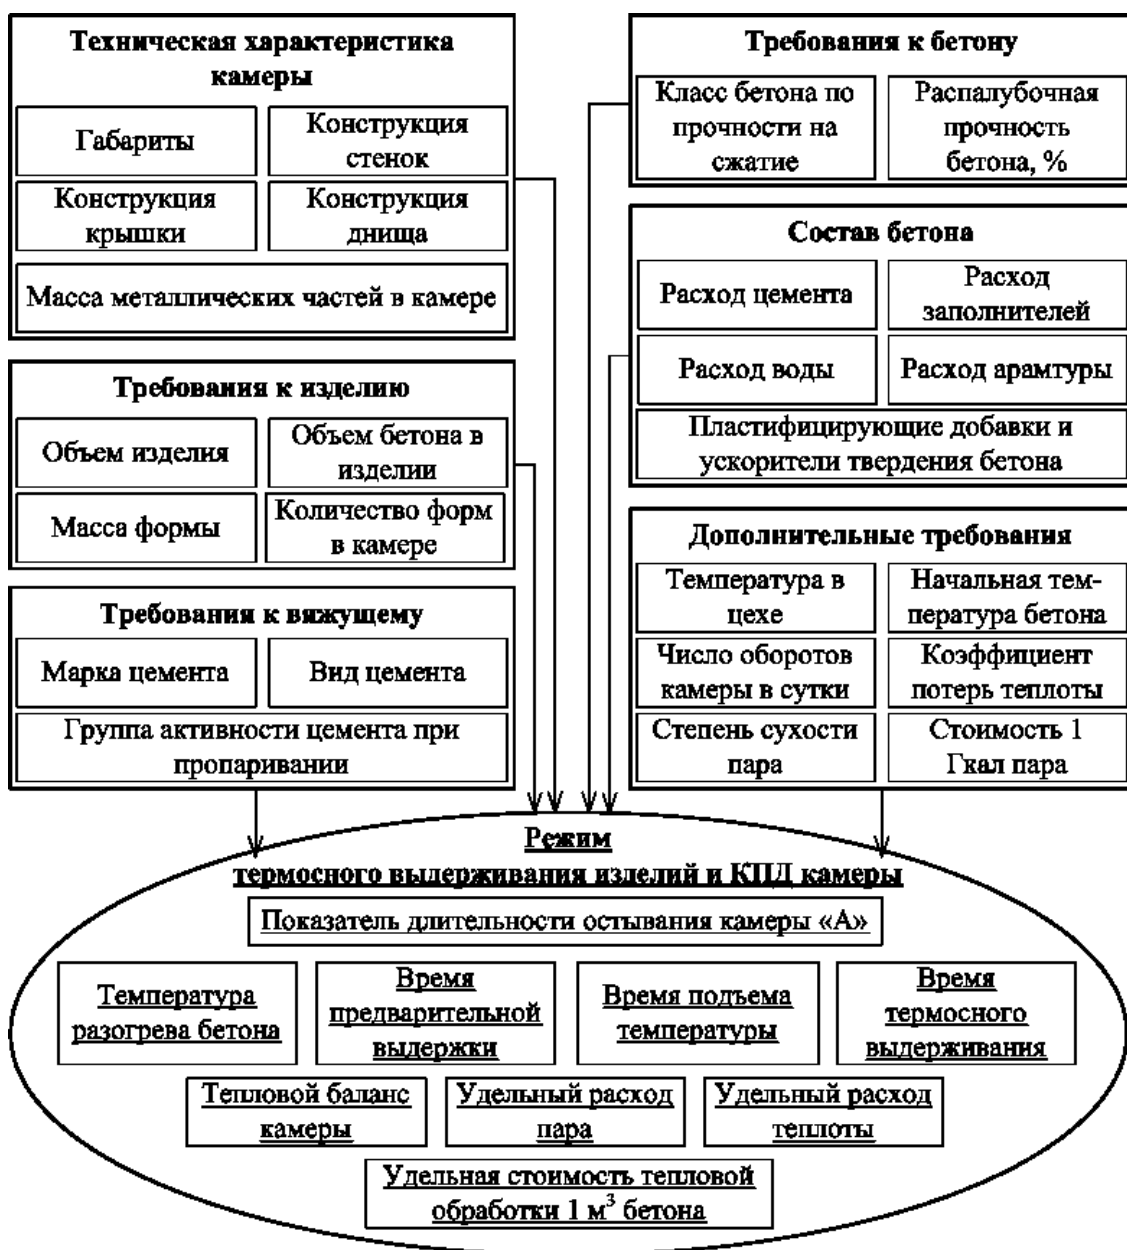 Техническая характеристика
камеры
Габариты
Конструкция
стенок
Конструкция
крышки
Конструкция
днища
Масса металлических частей в камере
Требования к изделию
Объем изделия
Объем бетона в
изделии
Масса формы
Количество форм
в камере
Требования к вяжущему
Марка цемента
Вид цемента
Группа активности цемента при
пропаривании
Требования к бетону
Класс бетона по
прочности на
сжатие
Распалубочная
прочность
бетона, %
Состав бетона
Расход цемента
Расход
заполнителей
Расход воды
Расход арамтуры
Пластифицирующие добавки и
ускорители твердения бетона
Дополнительные требования
Температура в
цехе
Начальная тем-
пература бетона
Число оборотов
камеры в сутки
Коэффициент
потерь теплоты
Степень сухости
пара
Стоимость 1
Гкал пара
Режим
термосного выдерживания изделий и КПД камеры
Показатель длительности остывания камеры «А»
Температура
разогрева бетона
Время
предварительной
выдержки
Время подъема
температуры
Время
термосного
выдерживания
Тепловой баланс
камеры
Удельный расход
пара
Удельный расход
теплоты
Удельная стоимость тепловой
обработки 1 м³ бетона